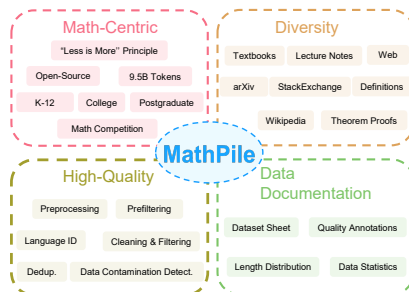 Math-Centric
"Less is More" Principle
Open-Source
9.5B Tokens
K-12
College
Postgraduate
Math Competition
Diversity
Textbooks
Lecture Notes
Web
arXiv
StackExchange
Definitions
Wikipedia
Theorem Proofs
MathPile
High-Quality
Preprocessing
Prefiltering
Language ID
Cleaning & Filtering
Dedup.
Data Contamination Detect.
Data
Documentation
Dataset Sheet
Quality Annotations
Length Distribution
Data Statistics